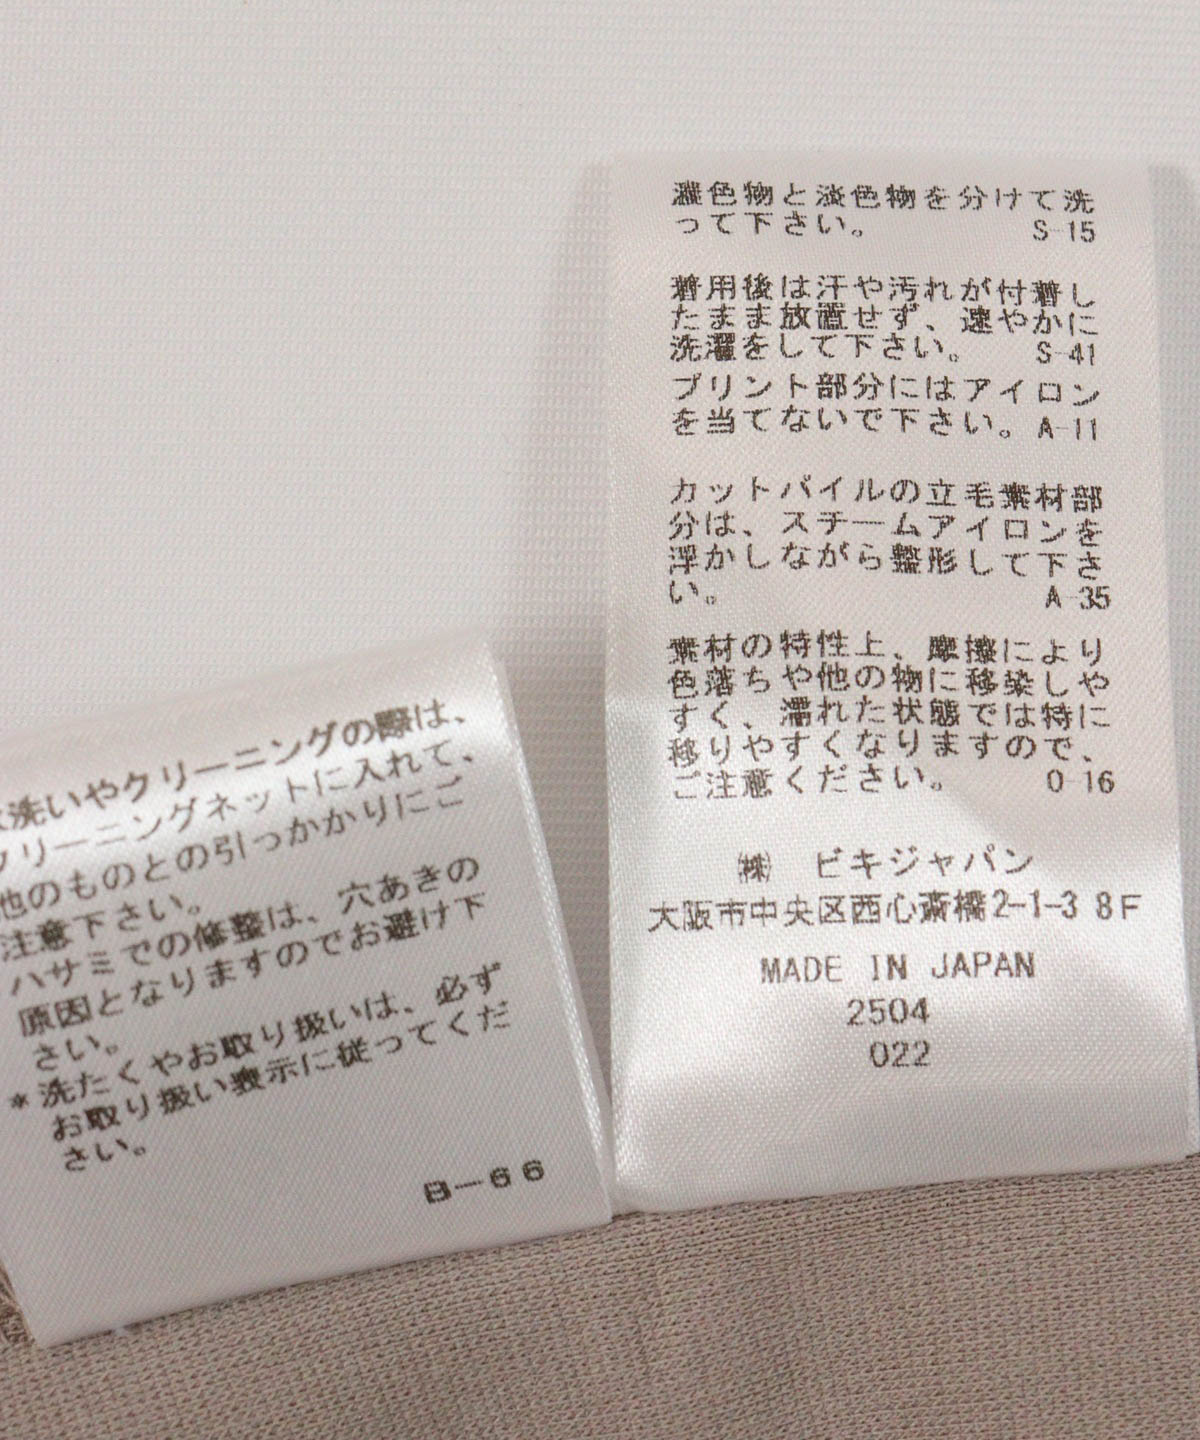 濃色物と淡色物を分けて洗
って下さい。 S-15
着用後は汗や汚れが付着し
たまま放置せず、速やかに
洗濯をして下さい。 S-41
プリント部分にはアイロン
を当てないで下さい。A-11
カットパイルの立毛素材部
分は、スチームアイロンを
浮かしながら整形して下さ
い。 A-35
素材の特性上、摩擦により
色落ちや他の物に移染しや
すく、濡れた状態では特に
移りやすくなりますので、
ご注意ください。 O-16
㈱ ビキジャパン
大阪市中央区西心斎橋2-1-3 8F
MADE IN JAPAN
2504
022
洗いやクリーニングの際は、
クリーニングネットに入れて、
他のものとの引っかかりにご
注意下さい。
ハサミでの修整は、穴あきの
原因となりますのでお避け下
さい。
*洗たくやお取り扱いは、必ず
お取り扱い表示に従ってくだ
さい。
B-66